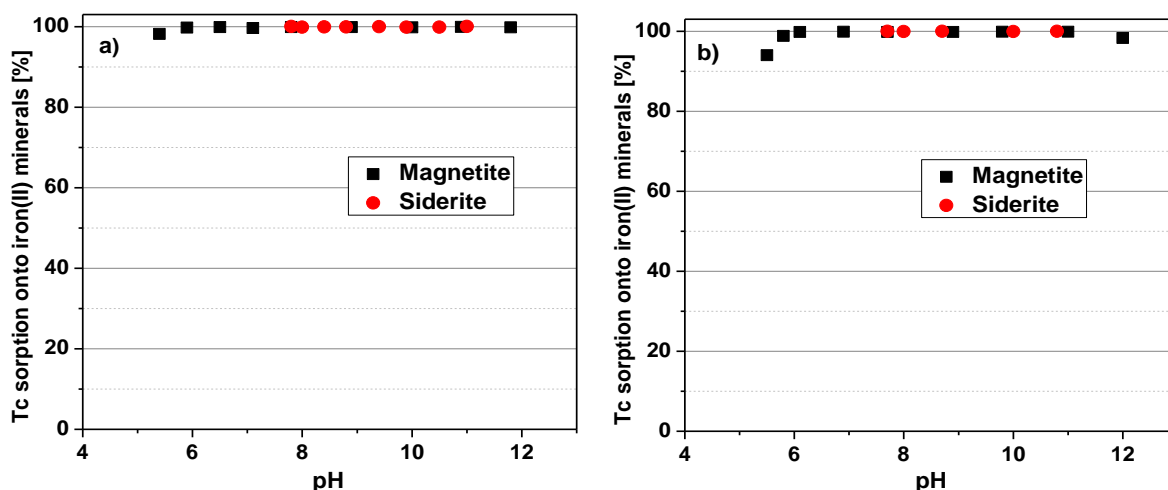 a)
Tc sorption onto iron(II) minerals [%]
100
80
60
40
20
0
Magnetite
Siderite
4 6 8 10 12
pH
b)
Tc sorption onto iron(II) minerals [%]
100
80
60
40
20
0
Magnetite
Siderite
4 6 8 10 12
pH